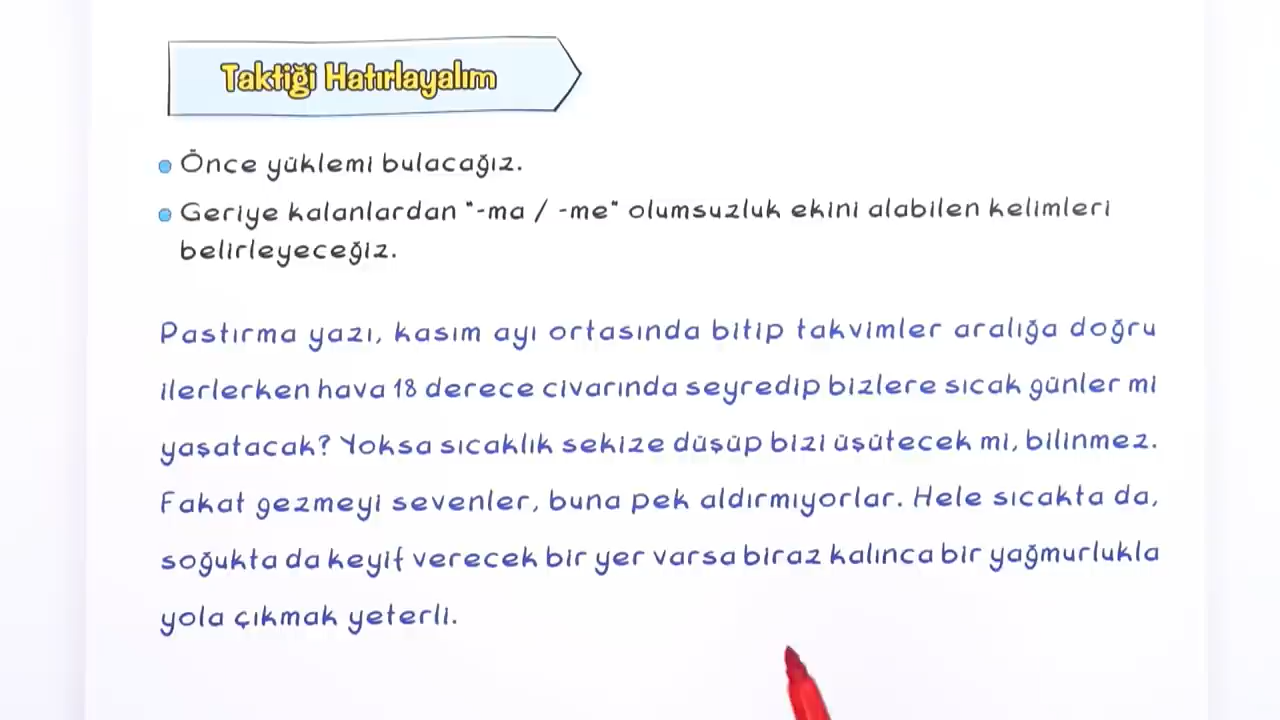 Taktiği Hatırlayalım
Önce yüklemi bulacağız.
Geriye kalanlardan "-ma / -me" olumsuzluk ekini alabilen kelimleri
belirleyeceğiz.
Pastırma yazı, kasım ayı ortasında bitip takvimler aralığa doğru
ilerlerken hava 18 derece civarında seyredip bizlere sıcak günler mi
yaşatacak? Yoksa sıcaklık sekize düşüp bizi üşütecek mi, bilinmez.
Fakat gezmeyi sevenler, buna pek aldırmıyorlar. Hele sıcakta da,
soğukta da keyif verecek bir yer varsa biraz kalınca bir yağmurlukla
yola çıkmak yeterli.